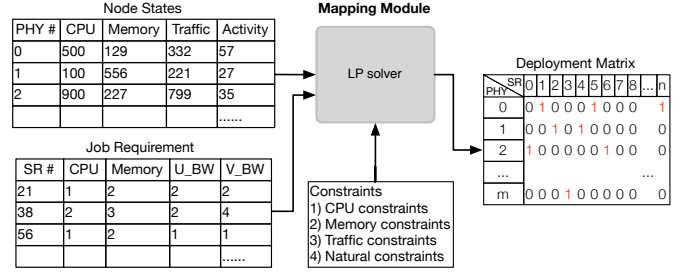 Node States
PHY # CPU Memory Traffic Activity
0 500 129 332 57
1 100 556 221 27
2 900 227 799 35
......
Job Requirement
SR # CPU Memory U_BW V_BW
21 1 2 2 2
38 2 3 2 4
56 1 2 1 1
......
Mapping Module
LP solver
Constraints
1) CPU constraints
2) Memory constraints
3) Traffic constraints
4) Natural constraints
Deployment Matrix
PHY SR 0 1 2 3 4 5 6 7 8 ... n
0 0 1 0 0 0 1 0 0 0 1
1 0 0 1 0 1 0 0 0 0 0
2 1 0 0 0 0 0 1 0 0 0
... ...
m 0 0 0 1 0 0 0 0 0 0